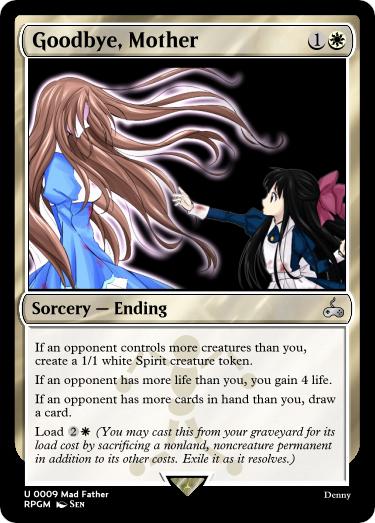 Goodbye, Mother 1
Sorcery — Ending
If an opponent controls more creatures than you,
create a 1/1 white Spirit creature token.
If an opponent has more life than you, you gain 4 life.
If an opponent has more cards in hand than you, draw
a card.
Load 2 (You may cast this from your graveyard for its
load cost by sacrificing a nonland, noncreature permanent
in addition to its other costs. Exile it as it resolves.)
U 0009 Mad Father
RPGM Sen
Denny